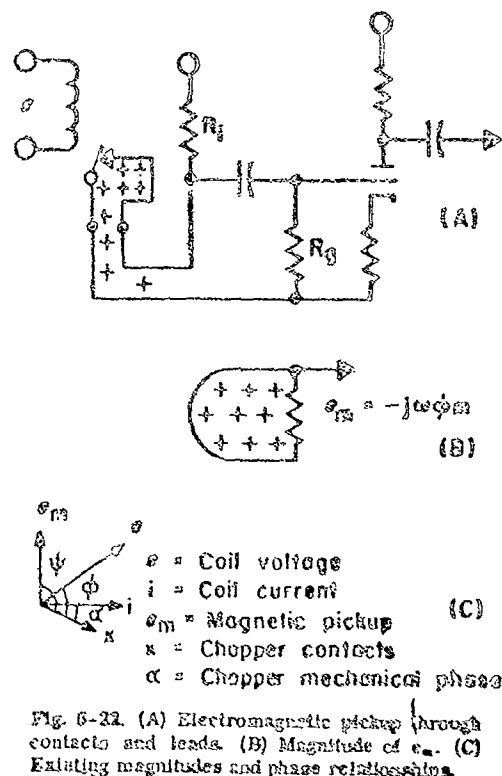 e
R₁
(A)
Rg
eₘ = -jωϕm
(B)
eₘ
e
ψ
ϕ
i
α
x
e = Coil voltage
i = Coil current
eₘ = Magnetic pickup
x = Chopper contacts
α = Chopper mechanical phase
(C)
Fig. 6-22. (A) Electromagnetic pickup through
contacts and leads. (B) Magnitude of eₘ. (C)
Existing magnitudes and phase relationships.